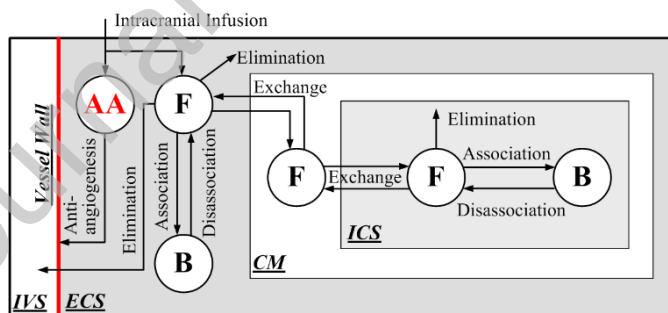 Intracranial Infusion
Elimination
Exchange
AA
F
Vessel Wall
Anti-
angiogenesis
Elimination
Association
Disassociation
B
F
Exchange
F
Elimination
Association
B
Disassociation
ICS
CM
IVS
ECS